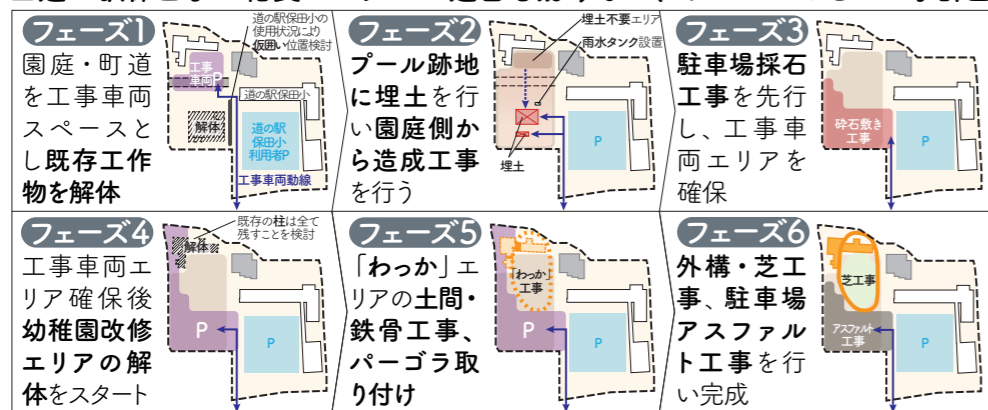 フェーズ1
園庭・町道
を工事車両
スペースと
し既存工作
物を解体
道の駅保田小の
使用状況により
仮囲い位置検討
工事
車両P
道の駅保田小
解体
道の駅
保田小
利用者P
工事車両動線
フェーズ2
プール跡地
に埋土を行
い園庭側か
ら造成工事
を行う
埋土不要エリア
雨水タンク設置
埋土
P
フェーズ3
駐車場採石
工事を先行
し、工事車
両エリアを
確保
砕石敷き
工事
P
フェーズ4
工事車両エ
リア確保後
幼稚園改修
エリアの解
体をスタート
既存の柱は全て
残すことを検討
解体
P
P
フェーズ5
「わっか」エ
リアの土間・
鉄骨工事、
パーゴラ取
り付け
「わっか」
工事
P
P
フェーズ6
外構・芝工
事、駐車場
アスファル
ト工事を行
い完成
芝工事
アスファルト
工事
P